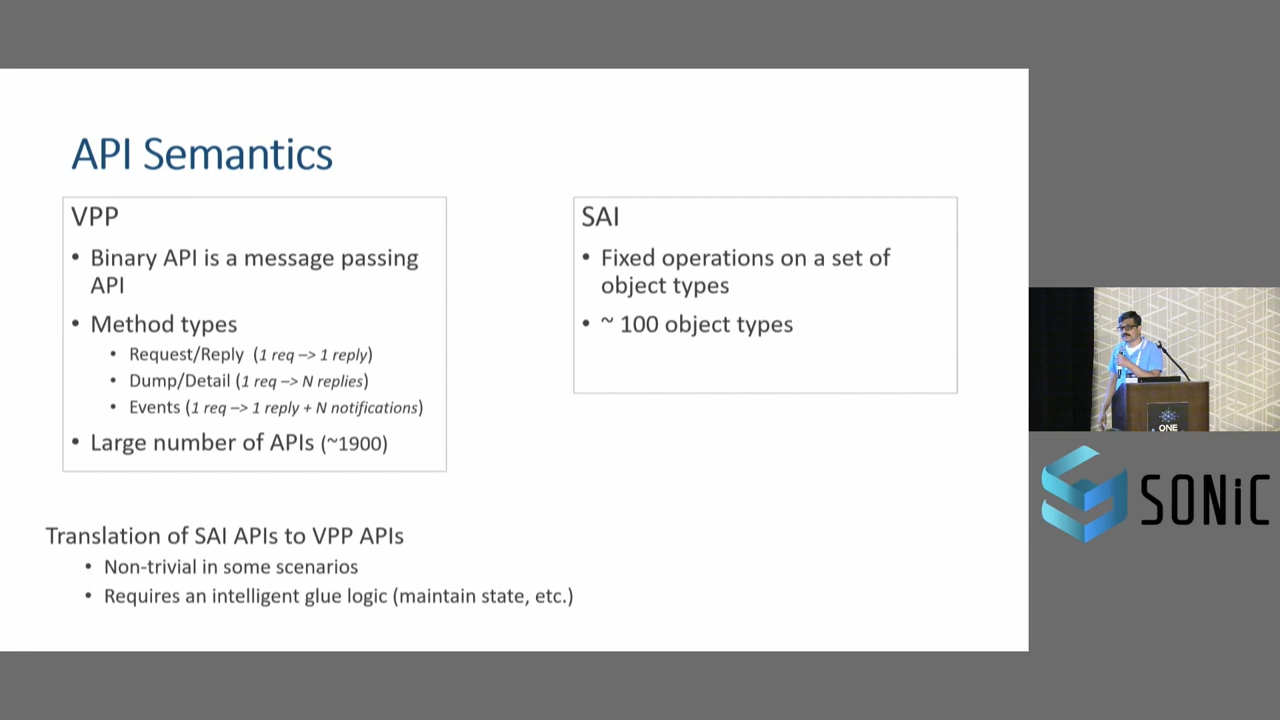 API Semantics
VPP
• Binary API is a message passing
API
• Method types
• Request/Reply (1 req –> 1 reply)
• Dump/Detail (1 req –> N replies)
• Events (1 req –> 1 reply + N notifications)
• Large number of APIs (~1900)
SAI
• Fixed operations on a set of
object types
• ~ 100 object types
Translation of SAI APIs to VPP APIs
• Non-trivial in some scenarios
• Requires an intelligent glue logic (maintain state, etc.)
ONE
SONiC